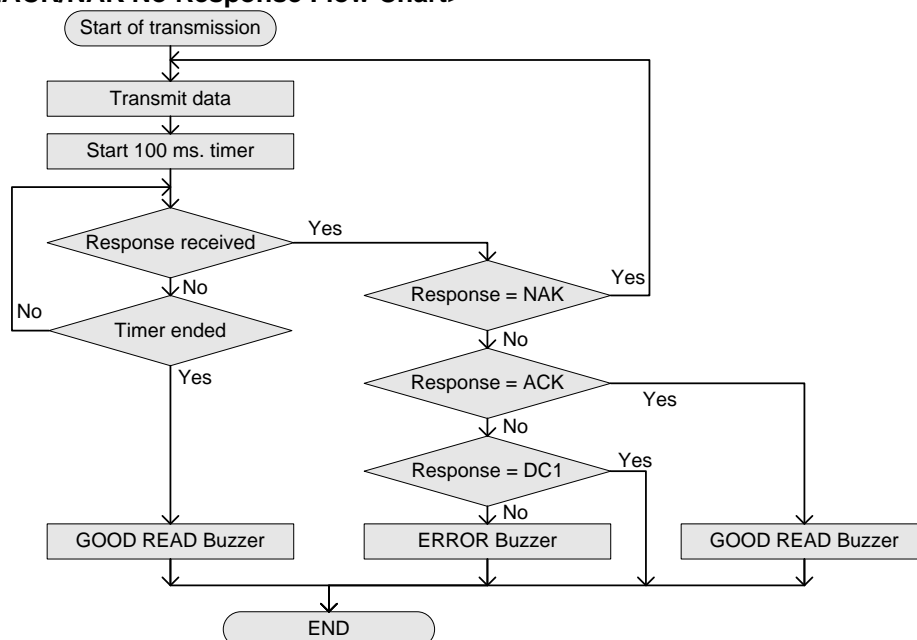 ACK/NAK No Response Flow Chart>
Start of transmission
Transmit data
Start 100 ms. timer
Response received
Yes
No
Timer ended
No
Yes
Response = NAK
Yes
No
Response = ACK
Yes
No
Response = DC1
Yes
No
GOOD READ Buzzer
ERROR Buzzer
GOOD READ Buzzer
END